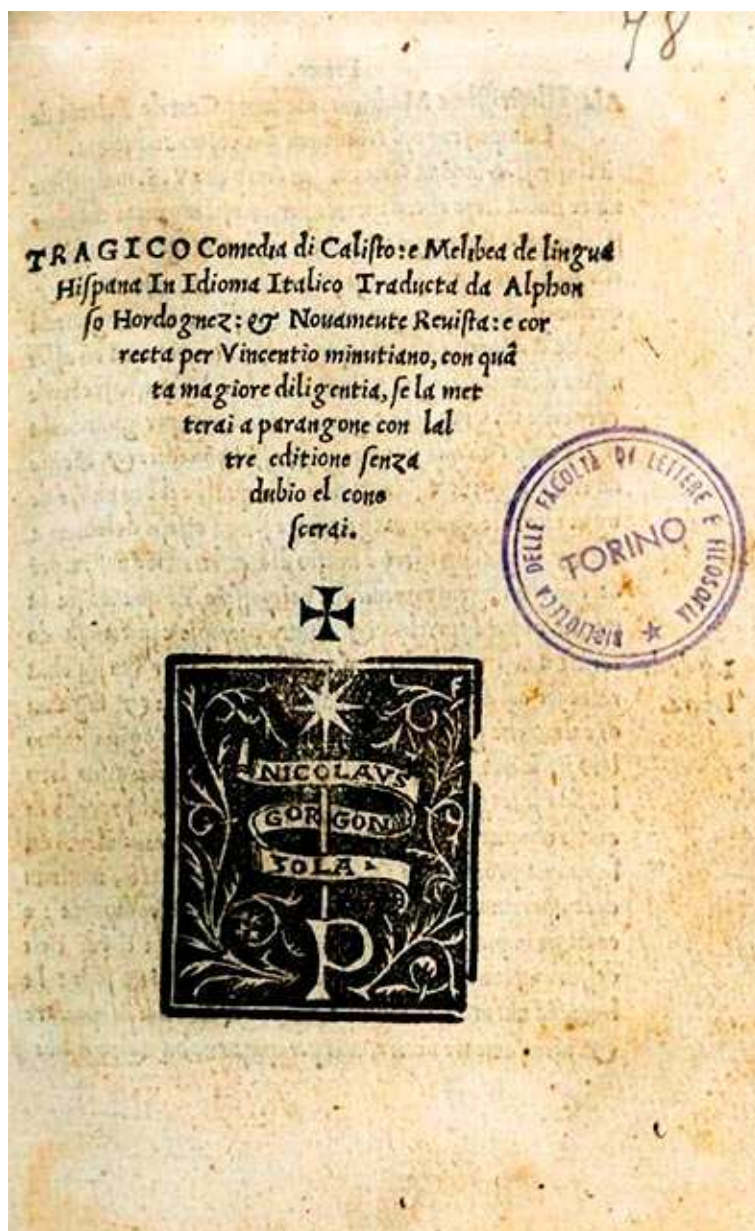 78
TRAGICO Comedia di Caliſto: e Melibea de lingua
Hiſpana In Idioma Italico Traducta da Alphon
ſo Hordognez: & Nouamente Reuiſta: e cor
recta per Vincentio minutiano, con quā
ta magiore diligentia, ſe la met
terai a parangone con lal
tre editione ſenza
dubio el cono
ſcerai.
BIBLIOTECA DELLE FACOLTÀ DI LETTERE E FILOSOFIA
TORINO
NICOLAVS
GORGON
ZOLA
P